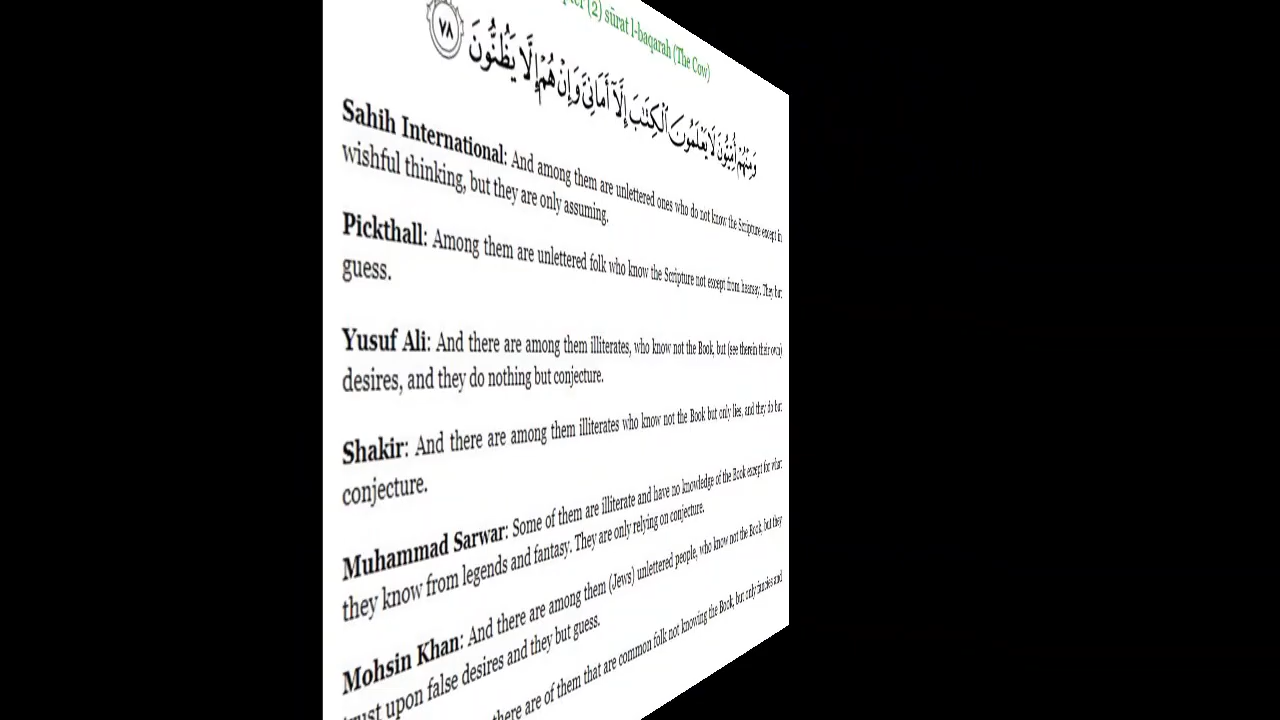 (2) sūrat l-baqarah (The Cow)
وَمِنْهُمْ أُمِّيُّونَ لَا يَعْلَمُونَ ٱلْكِتَٰبَ إِلَّآ أَمَانِىَّ وَإِنْ هُمْ إِلَّا يَظُنُّونَ ٧٨
Sahih International: And among them are unlettered ones who do not know the Scripture except in
wishful thinking, but they are only assuming.
Pickthall: Among them are unlettered folk who know the Scripture not except from hearsay. They but
guess.
Yusuf Ali: And there are among them illiterates, who know not the Book, but (see therein their own)
desires, and they do nothing but conjecture.
Shakir: And there are among them illiterates who know not the Book but only lies, and they do but
conjecture.
Muhammad Sarwar: Some of them are illiterate and have no knowledge of the Book except for what
they know from legends and fantasy. They are only relying on conjecture.
Mohsin Khan: And there are among them (Jews) unlettered people, who know not the Book, but they
trust upon false desires and they but guess.
there are of them that are common folk not knowing the Book, but only fancies and